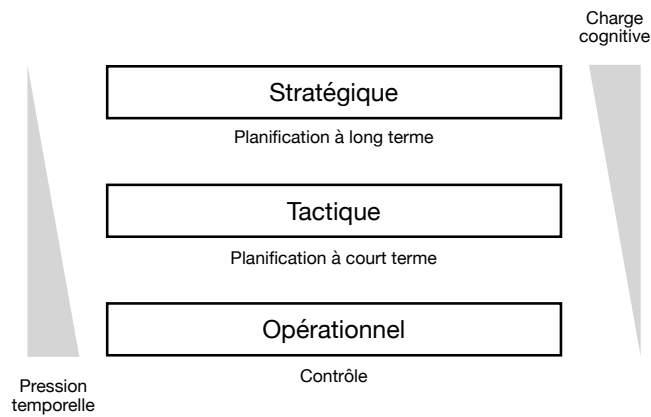 Charge
cognitive
Stratégique
Planification à long terme
Tactique
Planification à court terme
Opérationnel
Contrôle
Pression
temporelle